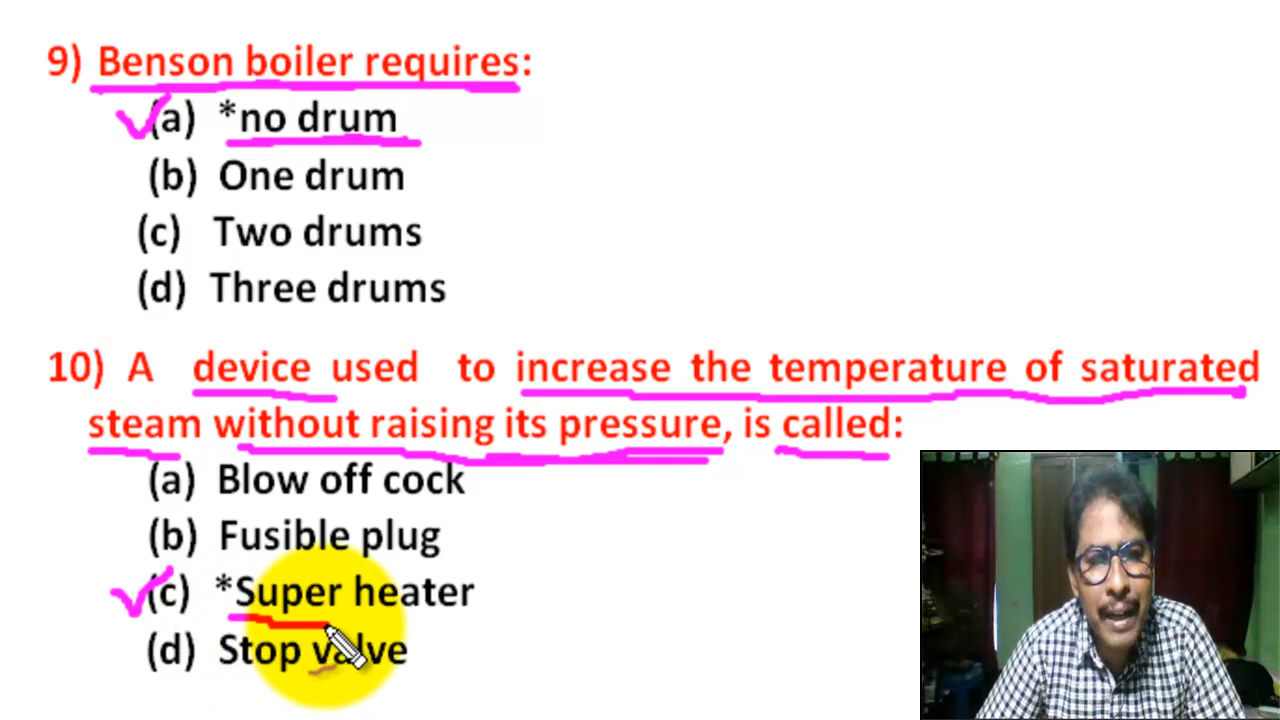 9) Benson boiler requires:
(a) *no drum
(b) One drum
(c) Two drums
(d) Three drums
10) A device used to increase the temperature of saturated
steam without raising its pressure, is called:
(a) Blow off cock
(b) Fusible plug
(c) *Super heater
(d) Stop valve